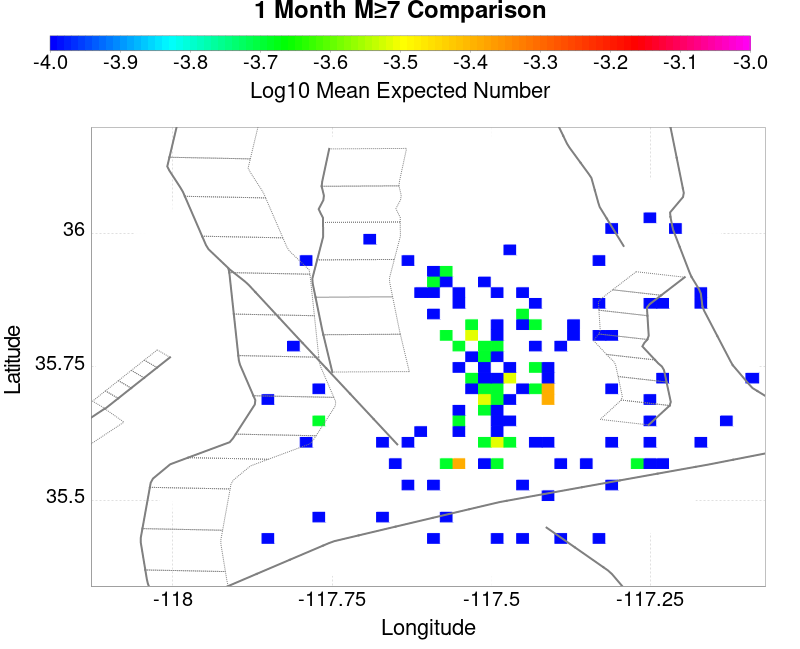 1 Month M≥7 Comparison
-4.0 -3.9 -3.8 -3.7 -3.6 -3.5 -3.4 -3.3 -3.2 -3.1 -3.0
Log10 Mean Expected Number
36
35.75
35.5
Latitude
-118 -117.75 -117.5 -117.25
Longitude